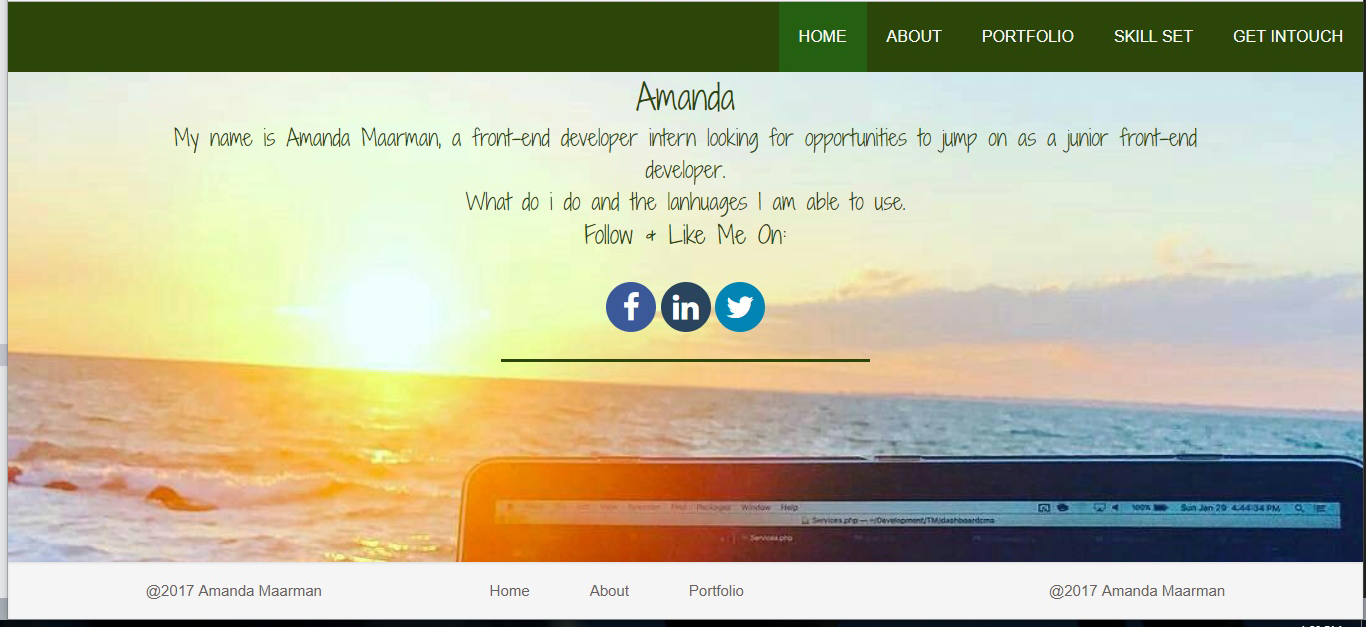 HOME ABOUT PORTFOLIO SKILL SET GET INTOUCH
Amanda
My name is Amanda Maarman, a front-end developer intern looking for opportunities to jump on as a junior front-end
developer.
What do i do and the lanhuages I am able to use.
Follow & Like Me On:
f in
View Find Packages Window Help 100% Sun Jan 29 4:44:34 PM
Services.php — ~/Development/TM/dashboardcms
Services.php
@2017 Amanda Maarman Home About Portfolio @2017 Amanda Maarman